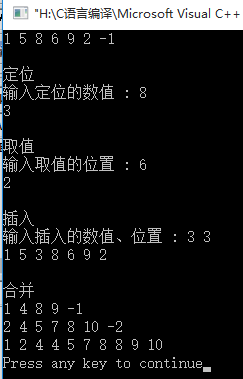 "H:\C语言编译\Microsoft Visual C++
1 5 8 6 9 2 -1
定位
输入定位的数值 : 8
3
取值
输入取值的位置 : 6
2
插入
输入插入的数值、位置 : 3 3
1 5 3 8 6 9 2
合并
1 4 8 9 -1
2 4 5 7 8 10 -2
1 2 4 4 5 7 8 8 9 10
Press any key to continue